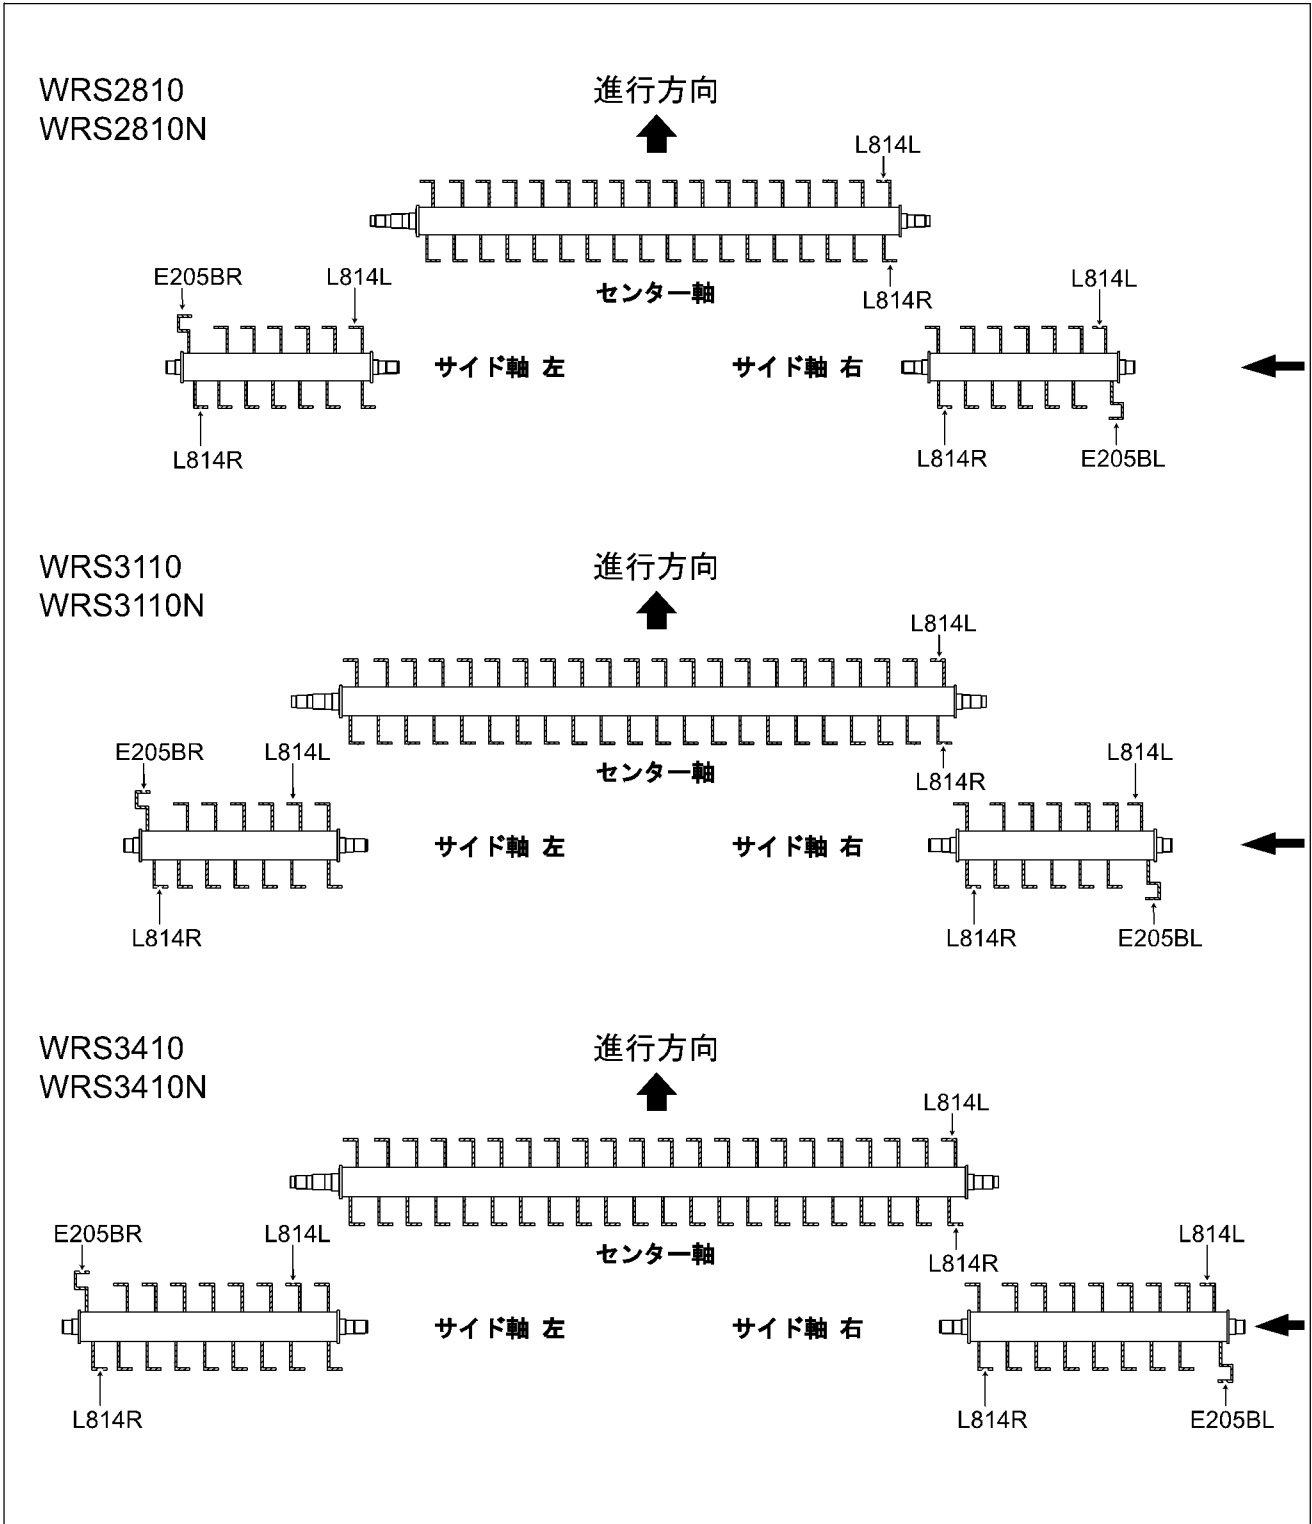 WRS2810
WRS2810N
進行方向
L814L
L814R
センター軸
E205BR
L814L
L814R
サイド軸 左
サイド軸 右
L814L
L814R
E205BL
WRS3110
WRS3110N
進行方向
L814L
L814R
センター軸
E205BR
L814L
L814R
サイド軸 左
サイド軸 右
L814L
L814R
E205BL
WRS3410
WRS3410N
進行方向
L814L
L814R
センター軸
E205BR
L814L
L814R
サイド軸 左
サイド軸 右
L814L
L814R
E205BL